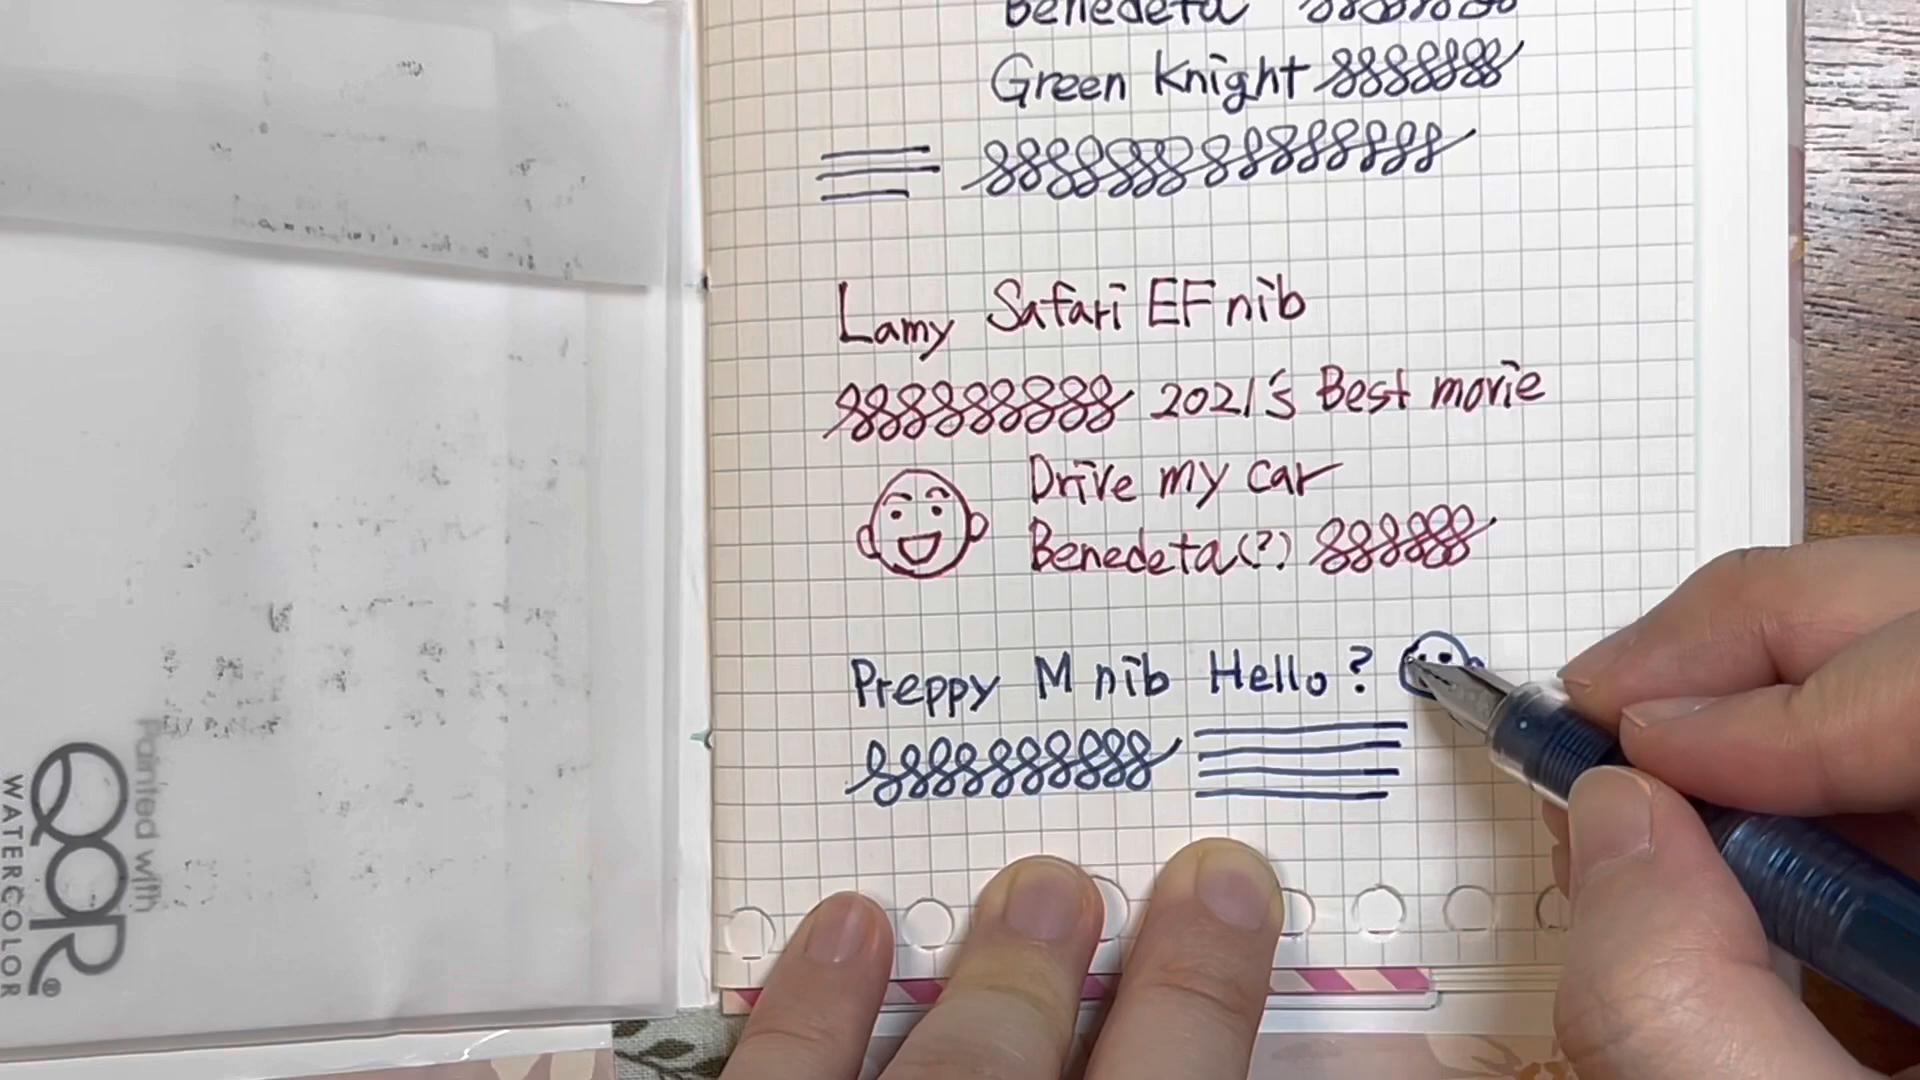 Benedeta
Green Knight
Lamy Safari EF nib
2021's Best movie
Drive my car
Benedeta(?)
Preppy M nib Hello?
Painted with
QOR®
WATERCOLOR